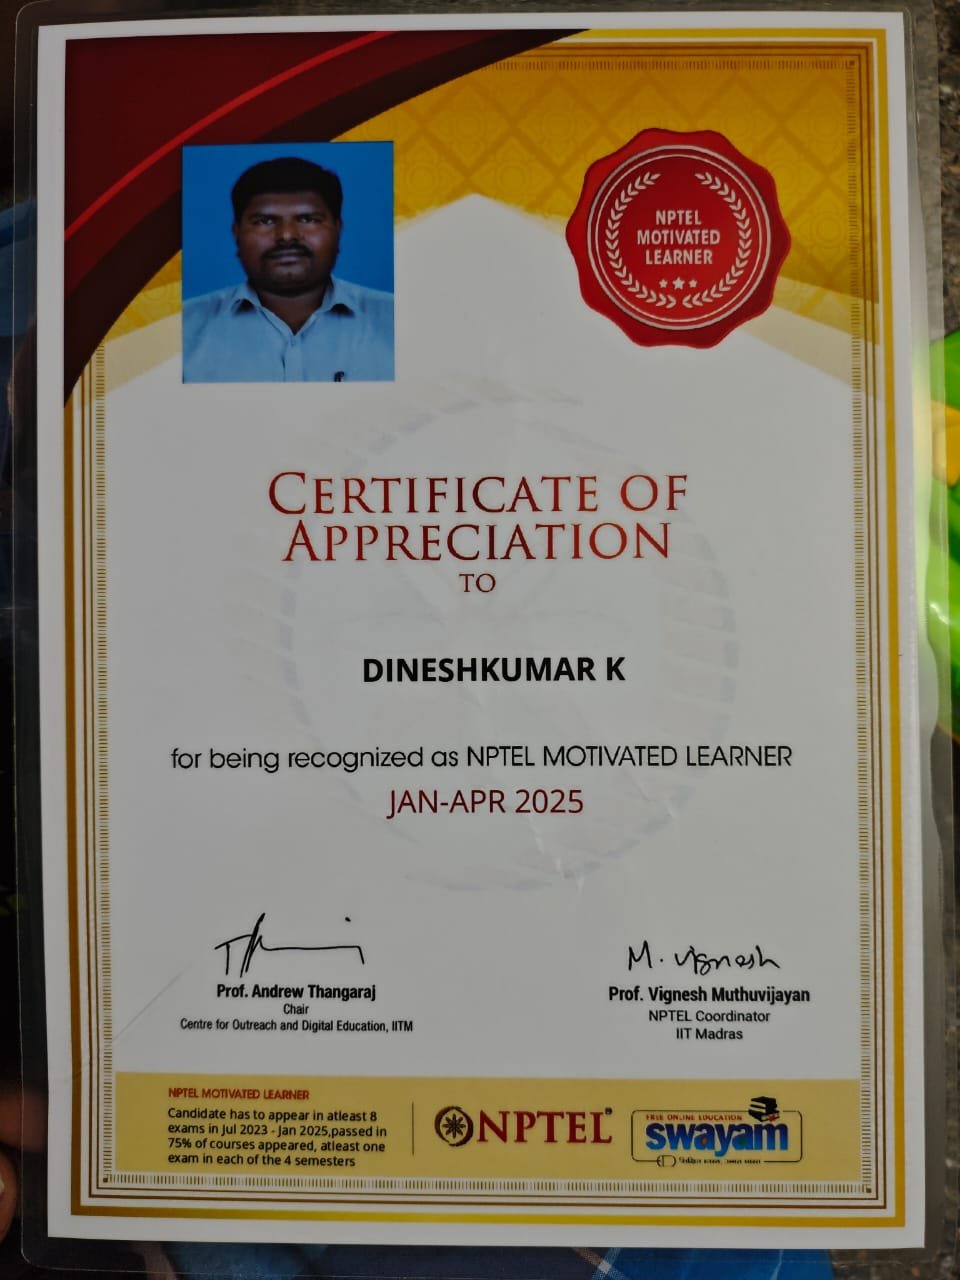 NPTEL
MOTIVATED
LEARNER
CERTIFICATE OF
APPRECIATION
TO
DINESHKUMAR K
for being recognized as NPTEL MOTIVATED LEARNER
JAN-APR 2025
M. Vignesh
Prof. Andrew Thangaraj
Chair
Centre for Outreach and Digital Education, IITM
Prof. Vignesh Muthuvijayan
NPTEL Coordinator
IIT Madras
NPTEL MOTIVATED LEARNER
Candidate has to appear in atleast 8
exams in Jul 2023 - Jan 2025,passed in
75% of courses appeared, atleast one
exam in each of the 4 semesters
NPTEL®
FREE ONLINE EDUCATION
swayam